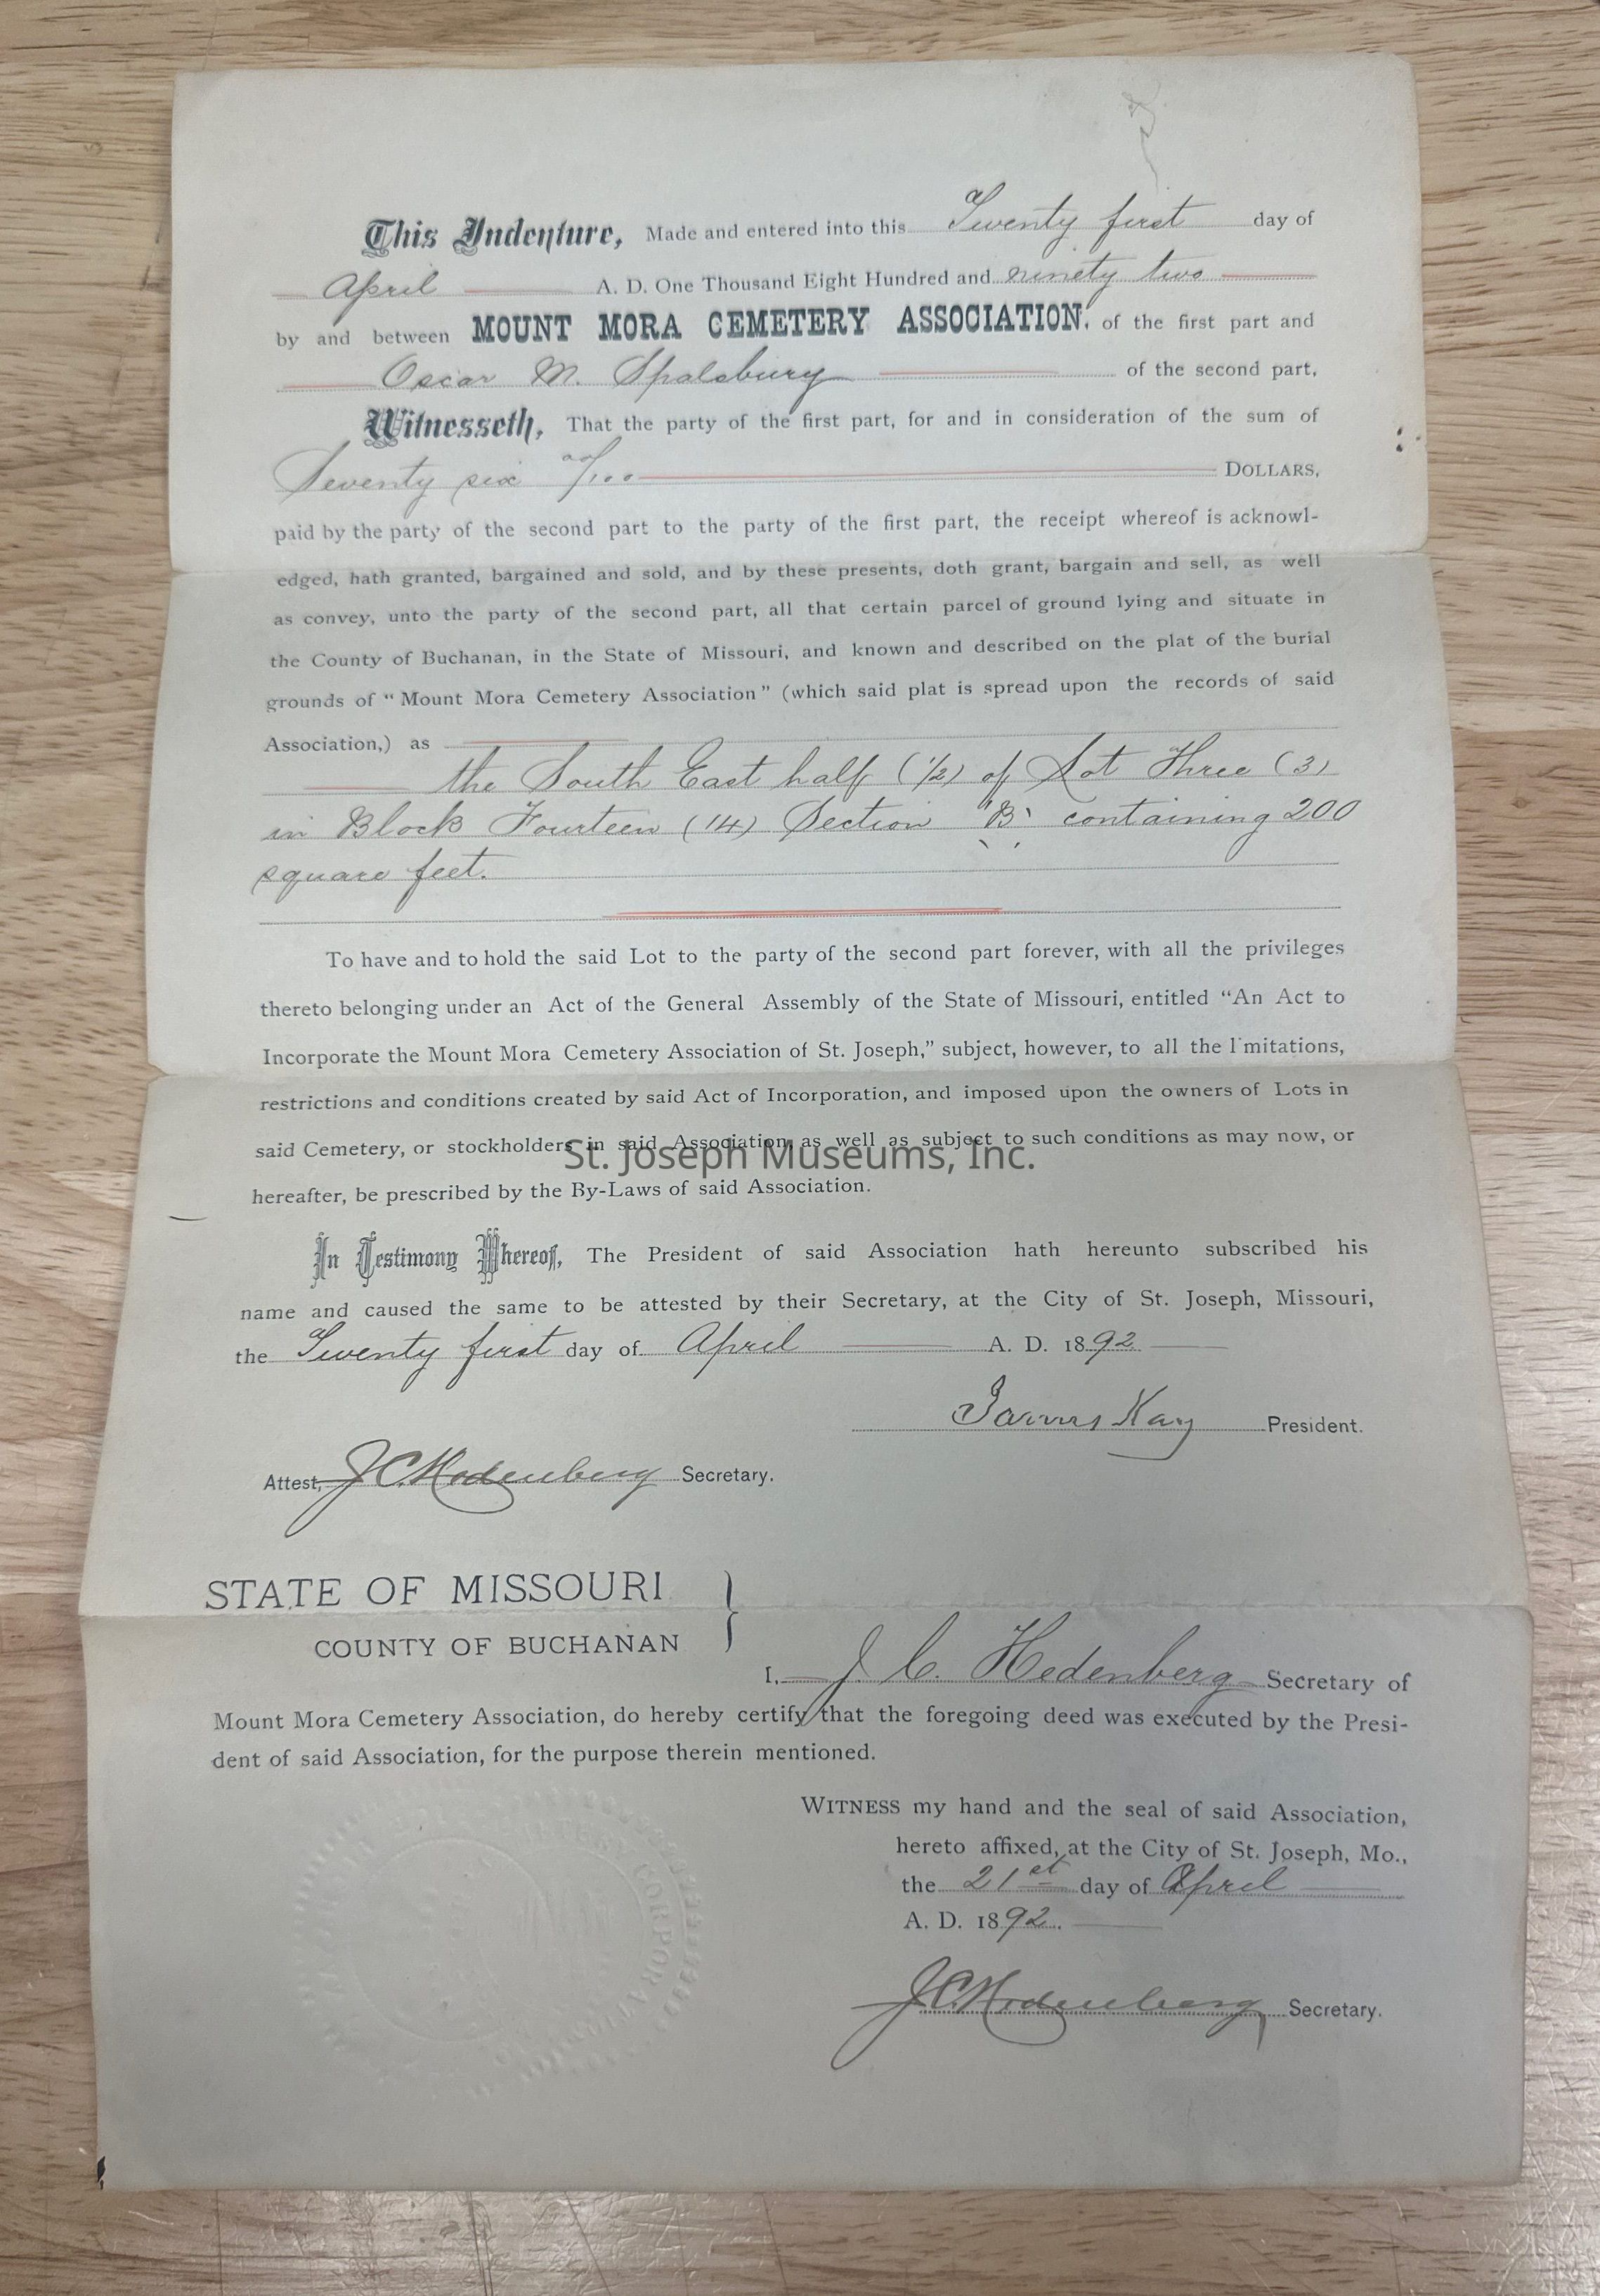 This Indenture, Made and entered into this Twenty first day of
April A. D. One Thousand Eight Hundred and ninety two
by and between MOUNT MORA CEMETERY ASSOCIATION, of the first part and
Oscar M. Spalsbury of the second part,
Witnesseth, That the party of the first part, for and in consideration of the sum of
Seventy six no/100 DOLLARS,
paid by the party of the second part to the party of the first part, the receipt whereof is acknowl-
edged, hath granted, bargained and sold, and by these presents, doth grant, bargain and sell, as well
as convey, unto the party of the second part, all that certain parcel of ground lying and situate in
the County of Buchanan, in the State of Missouri, and known and described on the plat of the burial
grounds of "Mount Mora Cemetery Association" (which said plat is spread upon the records of said
Association,) as
the South East half (1/2) of Lot Three (3)
in Block Fourteen (14) Section "B" containing 200
square feet.
To have and to hold the said Lot to the party of the second part forever, with all the privileges
thereto belonging under an Act of the General Assembly of the State of Missouri, entitled "An Act to
Incorporate the Mount Mora Cemetery Association of St. Joseph," subject, however, to all the l mitations,
restrictions and conditions created by said Act of Incorporation, and imposed upon the owners of Lots in
said Cemetery, or stockholders in said Association, as well as subject to such conditions as may now, or
St. Joseph Museums, Inc.
hereafter, be prescribed by the By-Laws of said Association.
In Testimony Whereof, The President of said Association hath hereunto subscribed his
name and caused the same to be attested by their Secretary, at the City of St. Joseph, Missouri,
the Twenty first day of April A. D. 1892
James Kay President.
Attest, J C Hedenberg Secretary.
STATE OF MISSOURI
COUNTY OF BUCHANAN
I, J. C. Hedenberg Secretary of
Mount Mora Cemetery Association, do hereby certify that the foregoing deed was executed by the Presi-
dent of said Association, for the purpose therein mentioned.
WITNESS my hand and the seal of said Association,
hereto affixed, at the City of St. Joseph, Mo.,
the 21st day of April
A. D. 1892.
J C Hedenberg Secretary.
CORPORATION